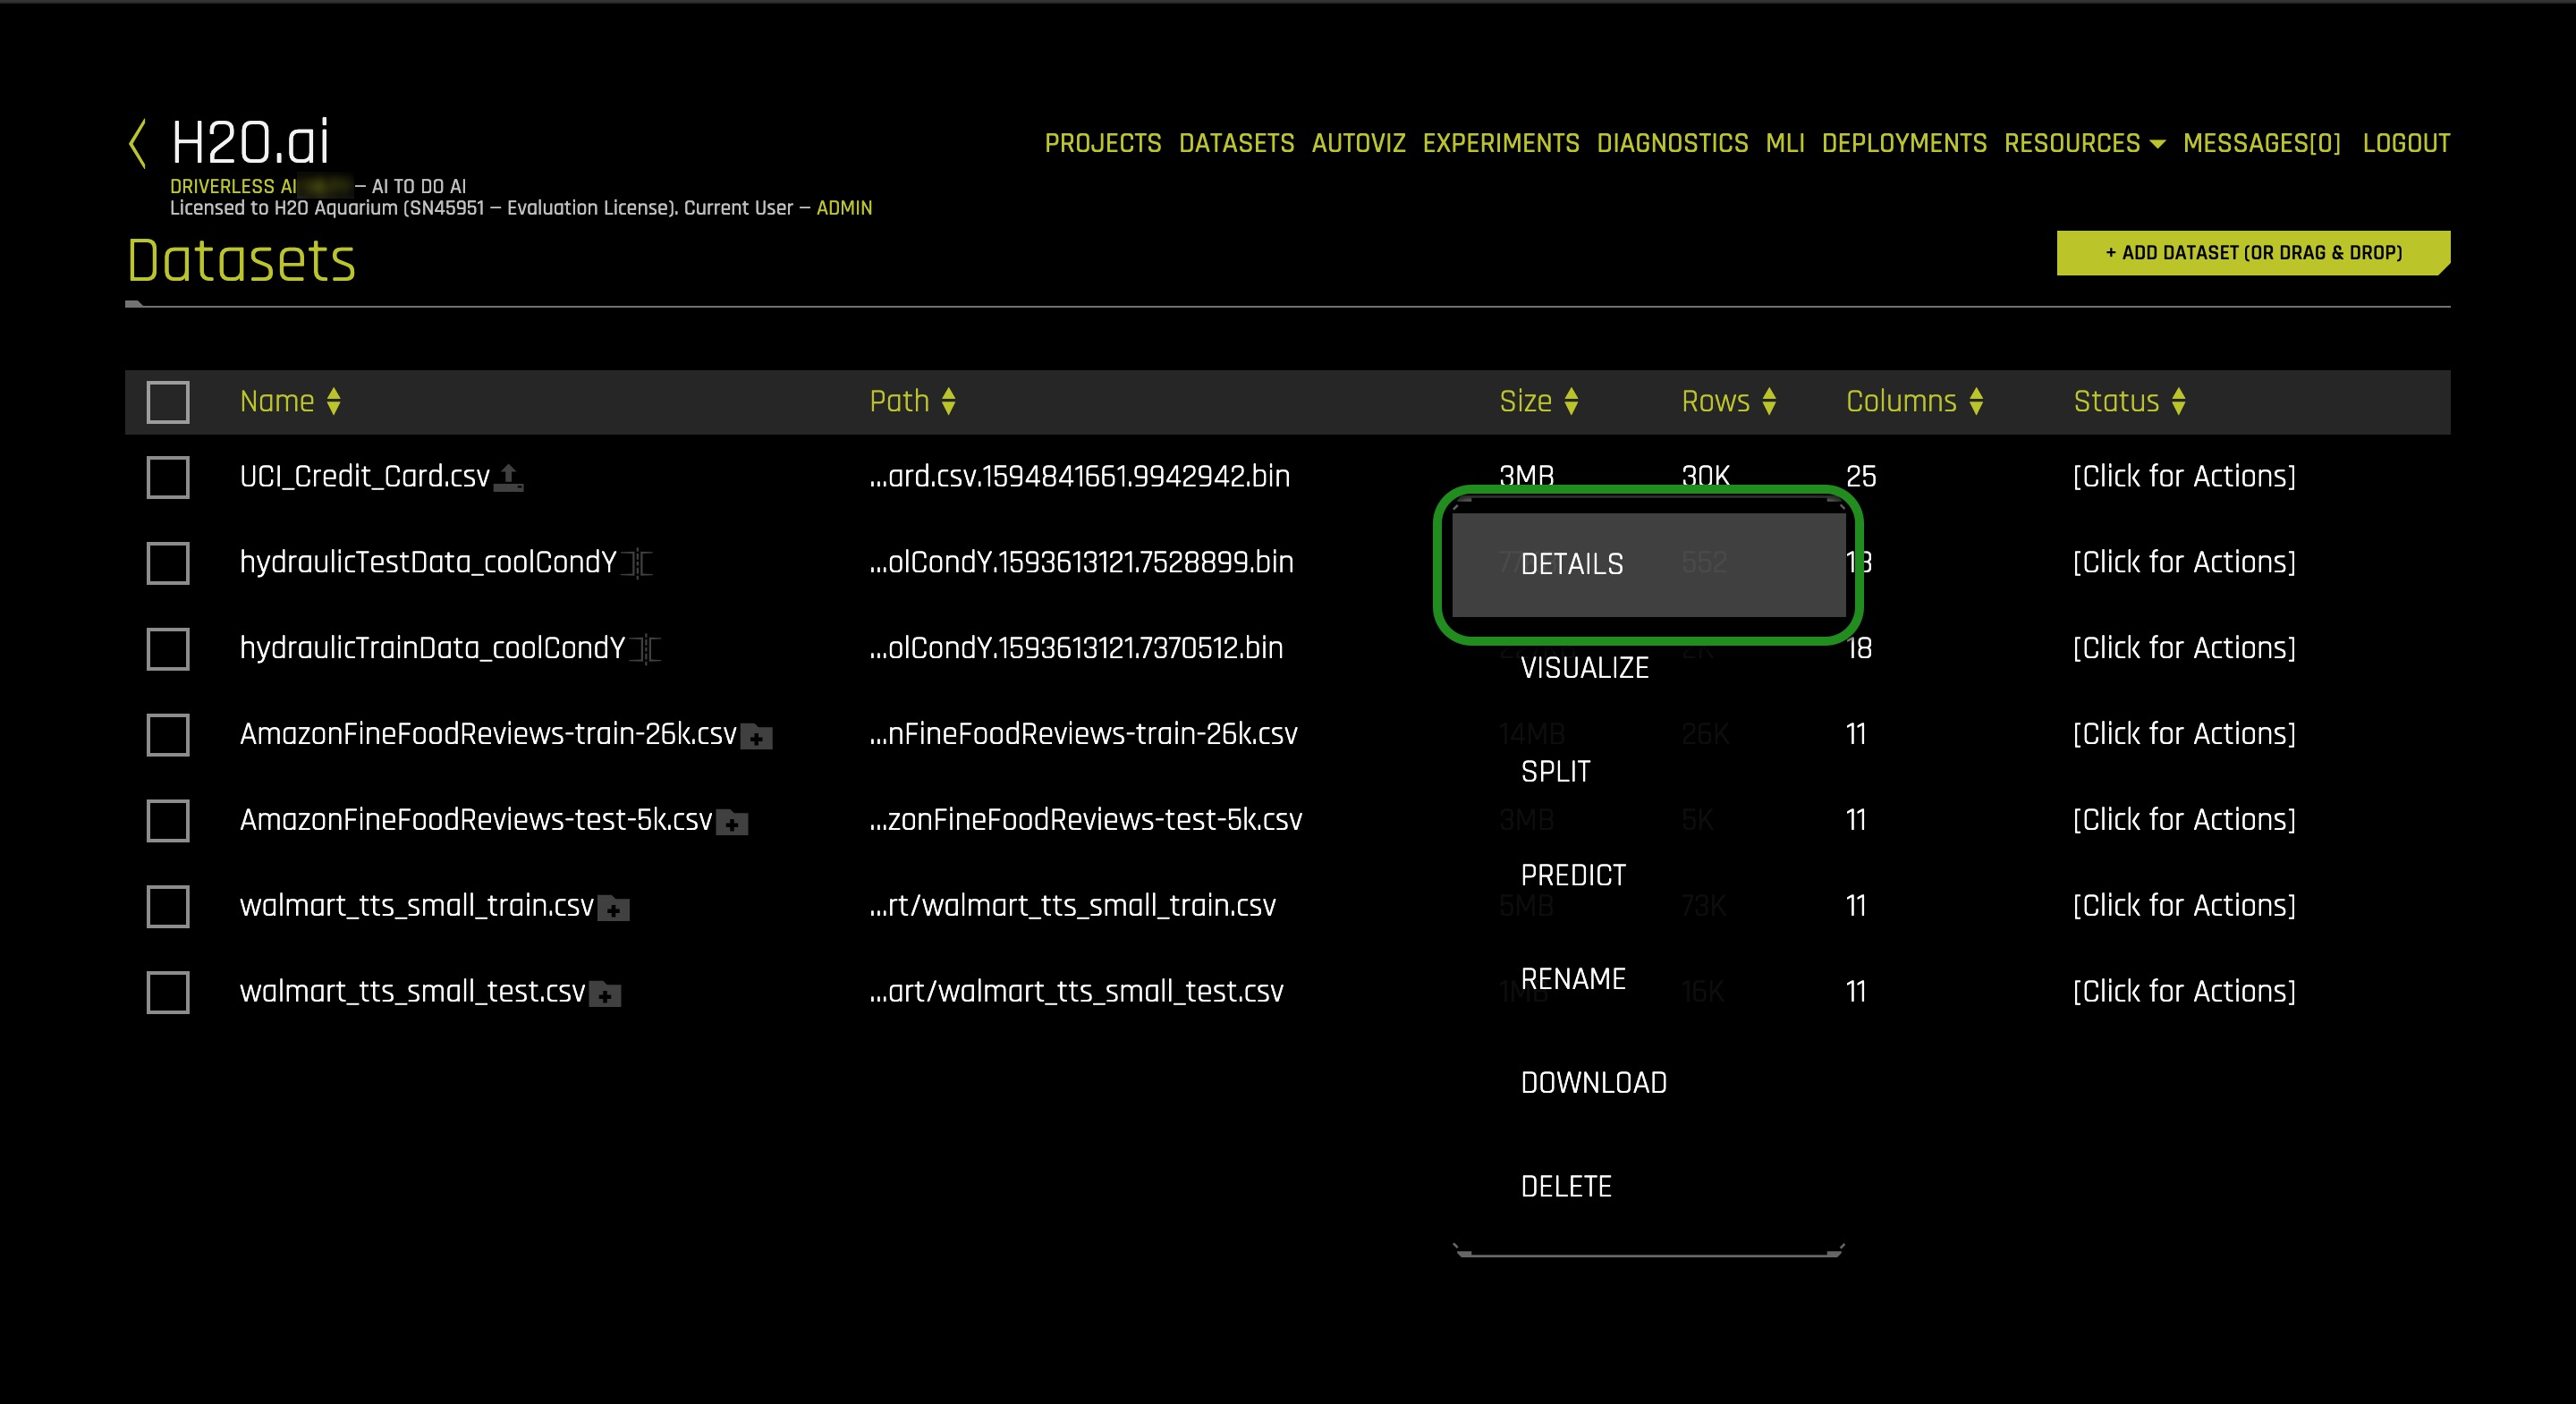 H2O.ai
PROJECTS DATASETS AUTOVIZ EXPERIMENTS DIAGNOSTICS MLI DEPLOYMENTS RESOURCES MESSAGES[0] LOGOUT
DRIVERLESS AI — AI TO DO AI
Licensed to H2O Aquarium (SN45951 — Evaluation License). Current User — ADMIN
Datasets
+ ADD DATASET (OR DRAG & DROP)
Name Path Size Rows Columns Status
UCI_Credit_Card.csv ...ard.csv.1594841661.9942942.bin 3MB 30K 25 [Click for Actions]
hydraulicTestData_coolCondY ...olCondY.1593613121.7528899.bin 552 18 [Click for Actions]
DETAILS
hydraulicTrainData_coolCondY ...olCondY.1593613121.7370512.bin 18 [Click for Actions]
VISUALIZE
AmazonFineFoodReviews-train-26k.csv ...nFineFoodReviews-train-26k.csv 14MB 26K 11 [Click for Actions]
SPLIT
AmazonFineFoodReviews-test-5k.csv ...zonFineFoodReviews-test-5k.csv 3MB 5K 11 [Click for Actions]
PREDICT
walmart_tts_small_train.csv ...rt/walmart_tts_small_train.csv 5MB 73K 11 [Click for Actions]
RENAME
walmart_tts_small_test.csv ...art/walmart_tts_small_test.csv 1MB 16K 11 [Click for Actions]
DOWNLOAD
DELETE